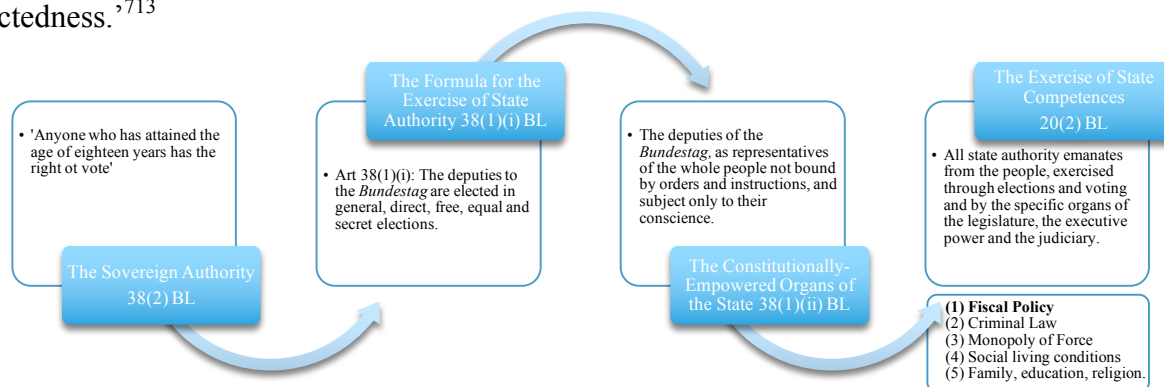 ctedness.’713
• 'Anyone who has attained the
age of eighteen years has the
right ot vote'
The Sovereign Authority
38(2) BL
The Formula for the
Exercise of State
Authority 38(1)(i) BL
• Art 38(1)(i): The deputies to
the Bundestag are elected in
general, direct, free, equal and
secret elections.
• The deputies of the
Bundestag, as representatives
of the whole people not bound
by orders and instructions, and
subject only to their
conscience.
The Constitutionally-
Empowered Organs of
the State 38(1)(ii) BL
The Exercise of State
Competences
20(2) BL
• All state authority emanates
from the people, exercised
through elections and voting
and by the specific organs of
the legislature, the executive
power and the judiciary.
(1) Fiscal Policy
(2) Criminal Law
(3) Monopoly of Force
(4) Social living conditions
(5) Family, education, religion.